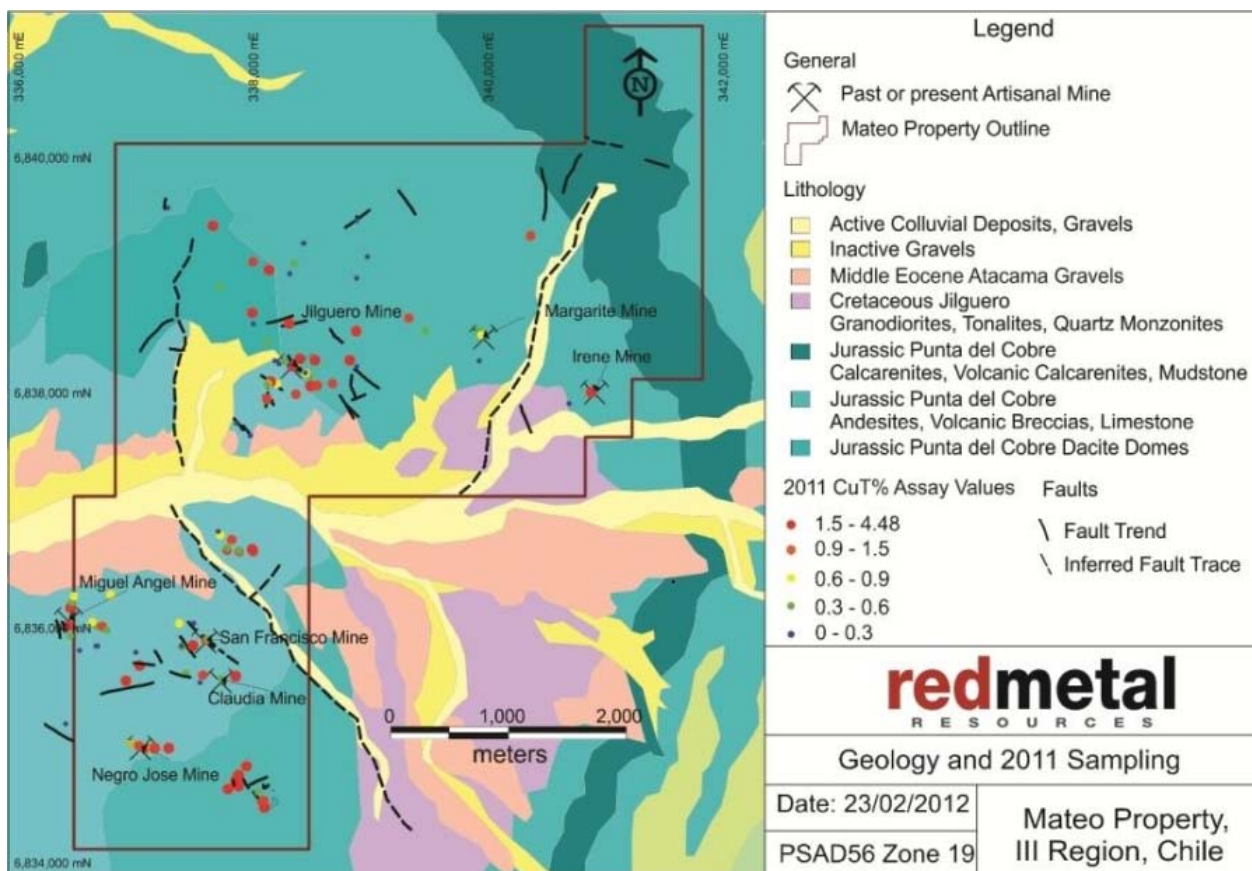 336,000 mE
338,000 mE
340,000 mE
342,000 mE
N
6,840,000 mN
Jilguero Mine
Margarite Mine
Irene Mine
6,838,000 mN
Miguel Angel Mine
6,836,000 mN
San Francisco Mine
Claudia Mine
0 1,000 2,000
meters
Negro Jose Mine
6,834,000 mN
Legend
General
Past or present Artisanal Mine
Mateo Property Outline
Lithology
Active Colluvial Deposits, Gravels
Inactive Gravels
Middle Eocene Atacama Gravels
Cretaceous Jilguero
Granodiorites, Tonalites, Quartz Monzonites
Jurassic Punta del Cobre
Calcarenites, Volcanic Calcarenites, Mudstone
Jurassic Punta del Cobre
Andesites, Volcanic Breccias, Limestone
Jurassic Punta del Cobre Dacite Domes
2011 CuT% Assay Values
1.5 - 4.48
0.9 - 1.5
0.6 - 0.9
0.3 - 0.6
0 - 0.3
Faults
Fault Trend
Inferred Fault Trace
redmetal
RESOURCES
Geology and 2011 Sampling
Date: 23/02/2012
PSAD56 Zone 19
Mateo Property,
III Region, Chile